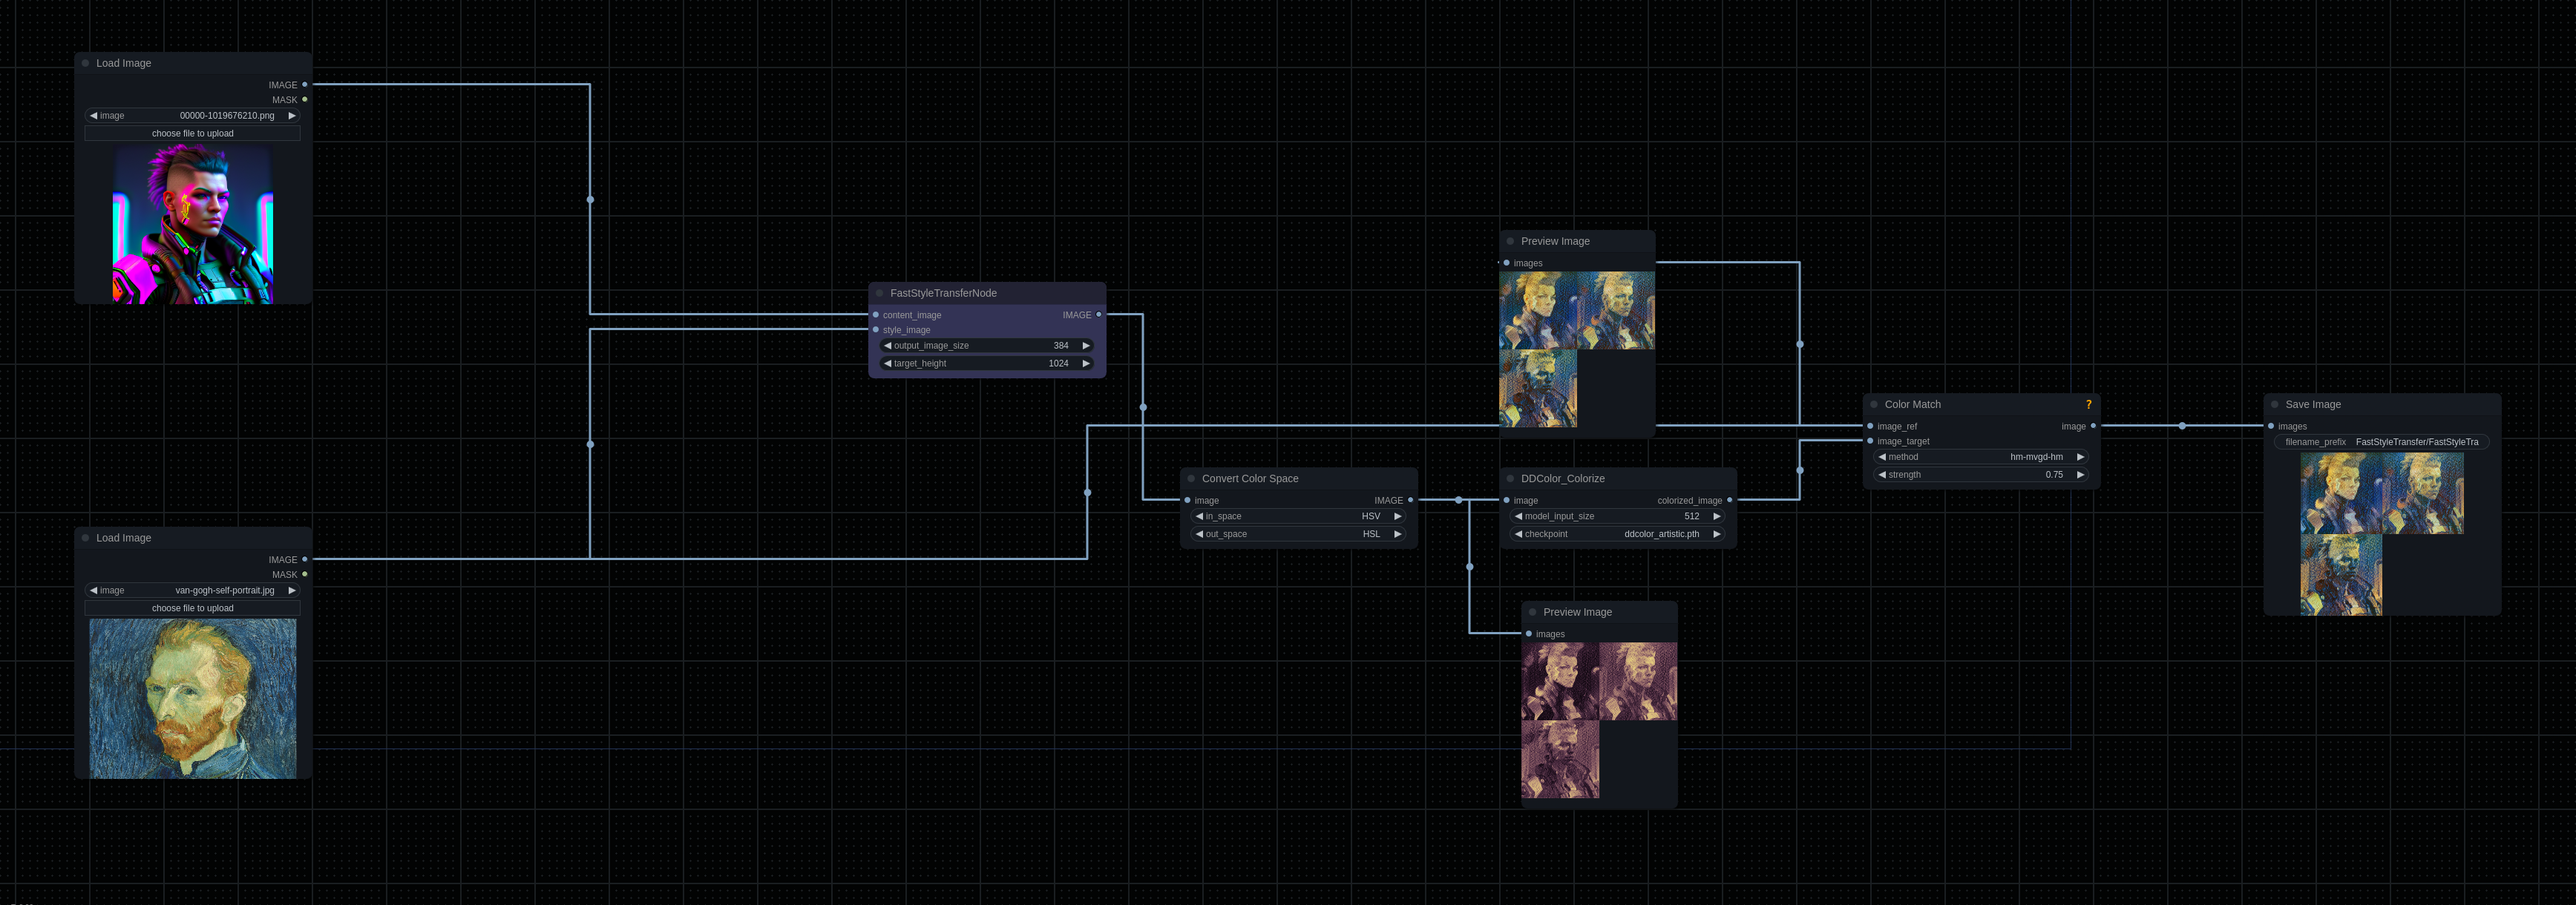 Load Image
IMAGE
MASK
image 00000-1019676210.png
choose file to upload
Load Image
IMAGE
MASK
image van-gogh-self-portrait.jpg
choose file to upload
FastStyleTransferNode
content_image IMAGE
style_image
output_image_size 384
target_height 1024
Convert Color Space
image IMAGE
in_space HSV
out_space HSL
Preview Image
images
DDColor_Colorize
image colorized_image
model_input_size 512
checkpoint ddcolor_artistic.pth
Preview Image
images
Color Match ?
image_ref image
image_target
method hm-mvgd-hm
strength 0.75
Save Image
images
filename_prefix FastStyleTransfer/FastStyleTra